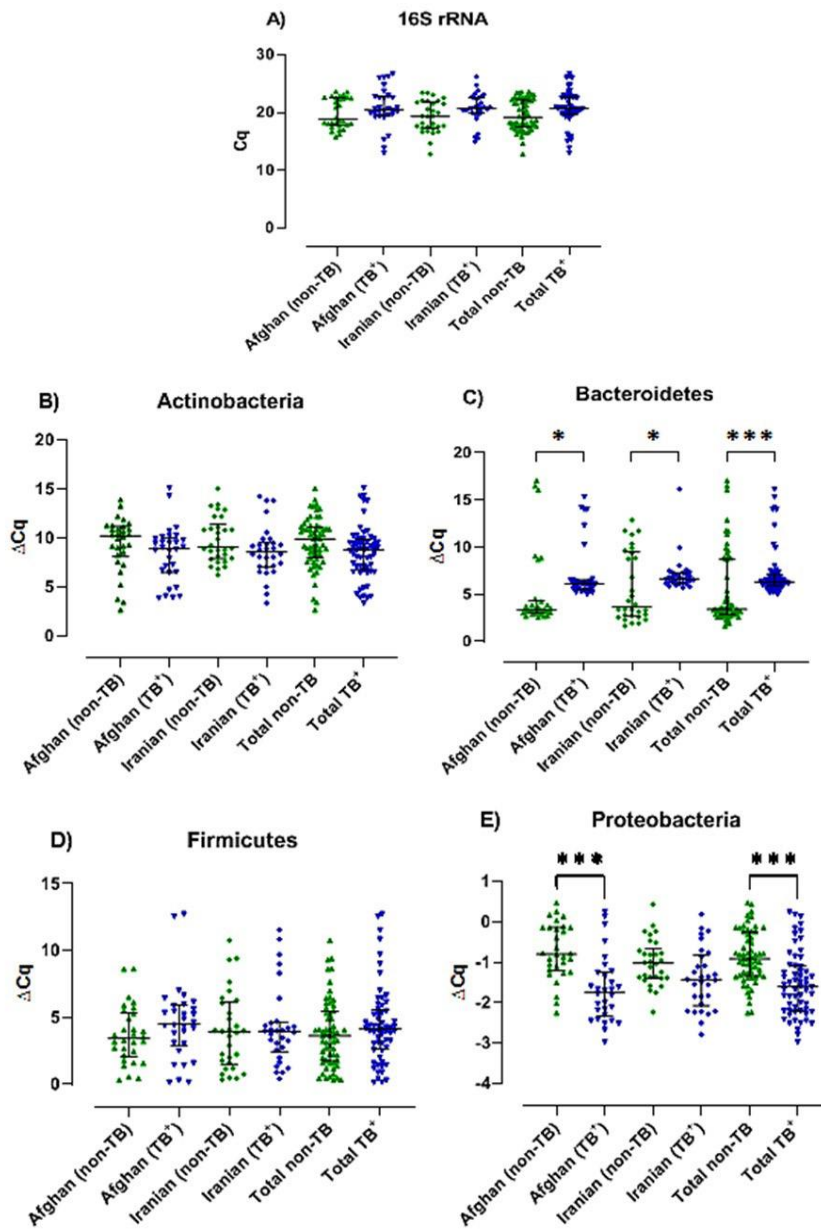 A) 16S rRNA
30
20
10
0
Cq
Afghan (non-TB)
Afghan (TB⁺)
Iranian (non-TB)
Iranian (TB⁺)
Total non-TB
Total TB⁺
B) Actinobacteria
20
15
10
5
0
ΔCq
Afghan (non-TB)
Afghan (TB⁺)
Iranian (non-TB)
Iranian (TB⁺)
Total non-TB
Total TB⁺
C) Bacteroidetes
* * ***
20
15
10
5
0
ΔCq
Afghan (non-TB)
Afghan (TB⁺)
Iranian (non-TB)
Iranian (TB⁺)
Total non-TB
Total TB⁺
D) Firmicutes
15
10
5
0
ΔCq
Afghan (non-TB)
Afghan (TB⁺)
Iranian (non-TB)
Iranian (TB⁺)
Total non-TB
Total TB⁺
E) Proteobacteria
*** ***
1
-0
-1
-2
-3
-4
ΔCq
Afghan (non-TB)
Afghan (TB⁺)
Iranian (non-TB)
Iranian (TB⁺)
Total non-TB
Total TB⁺